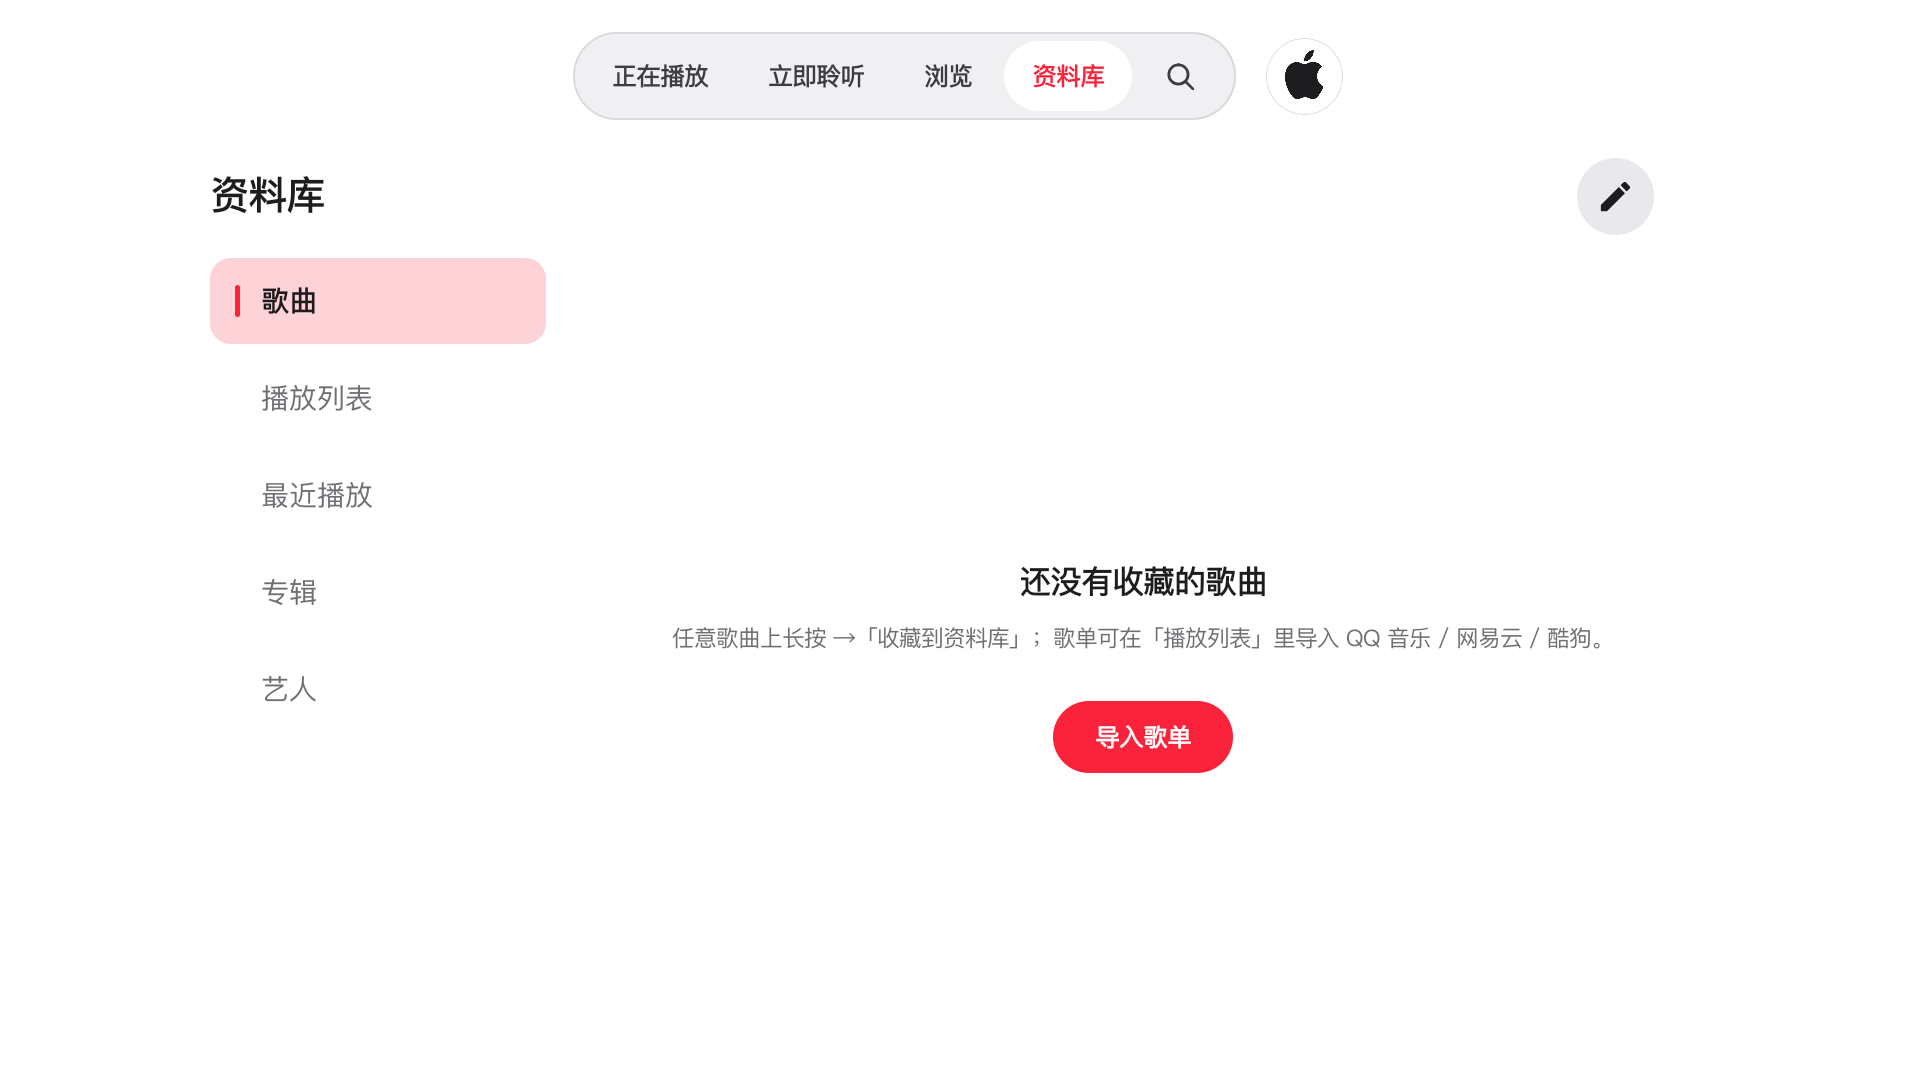 正在播放 立即聆听 浏览 资料库
资料库
歌曲
播放列表
最近播放
专辑
艺人
还没有收藏的歌曲
任意歌曲上长按 →「收藏到资料库」；歌单可在「播放列表」里导入 QQ 音乐 / 网易云 / 酷狗。
导入歌单